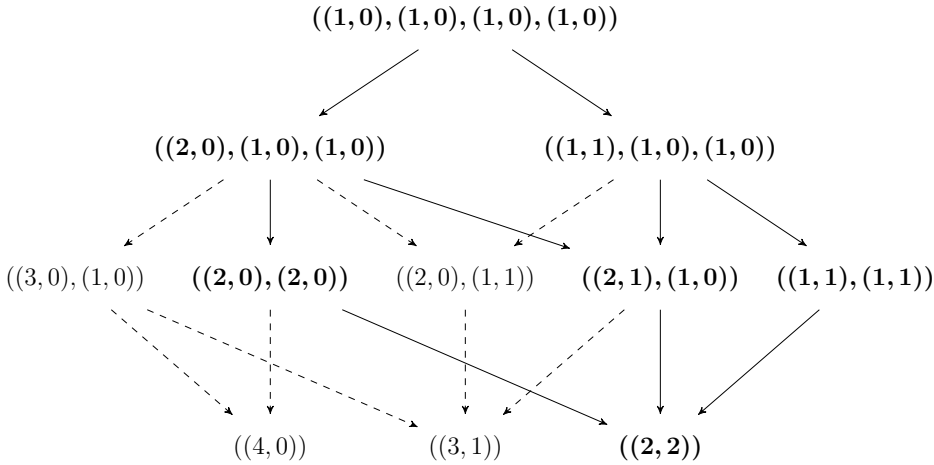 ((1, 0), (1, 0), (1, 0), (1, 0))
((2, 0), (1, 0), (1, 0)) ((1, 1), (1, 0), (1, 0))
((3, 0), (1, 0)) ((2, 0), (2, 0)) ((2, 0), (1, 1)) ((2, 1), (1, 0)) ((1, 1), (1, 1))
((4, 0)) ((3, 1)) ((2, 2))